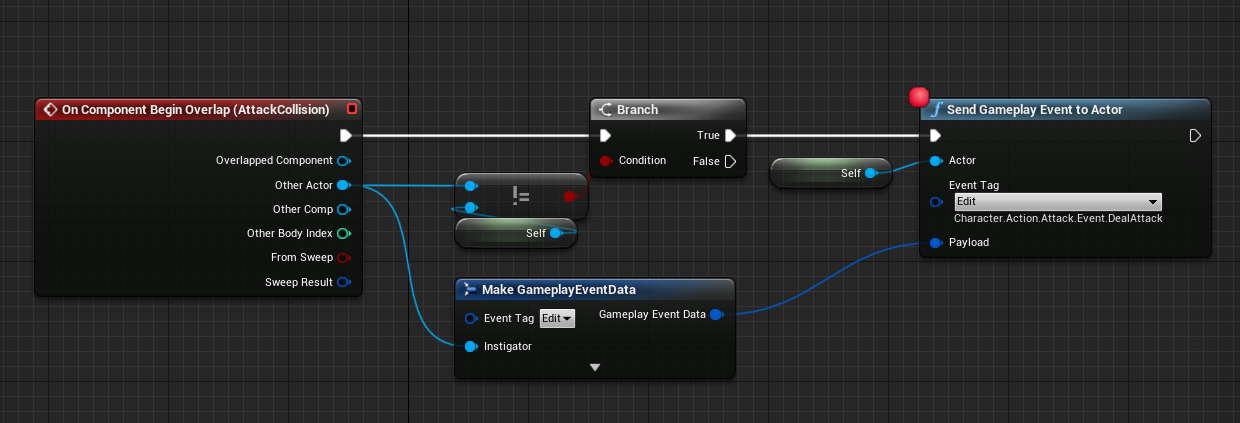 On Component Begin Overlap (AttackCollision)
Overlapped Component
Other Actor
Other Comp
Other Body Index
From Sweep
Sweep Result
!=
Self
Branch
True
Condition
False
Make GameplayEventData
Event Tag Edit
Gameplay Event Data
Instigator
Self
f Send Gameplay Event to Actor
Actor
Event Tag
Edit
Character.Action.Attack.Event.DealAttack
Payload